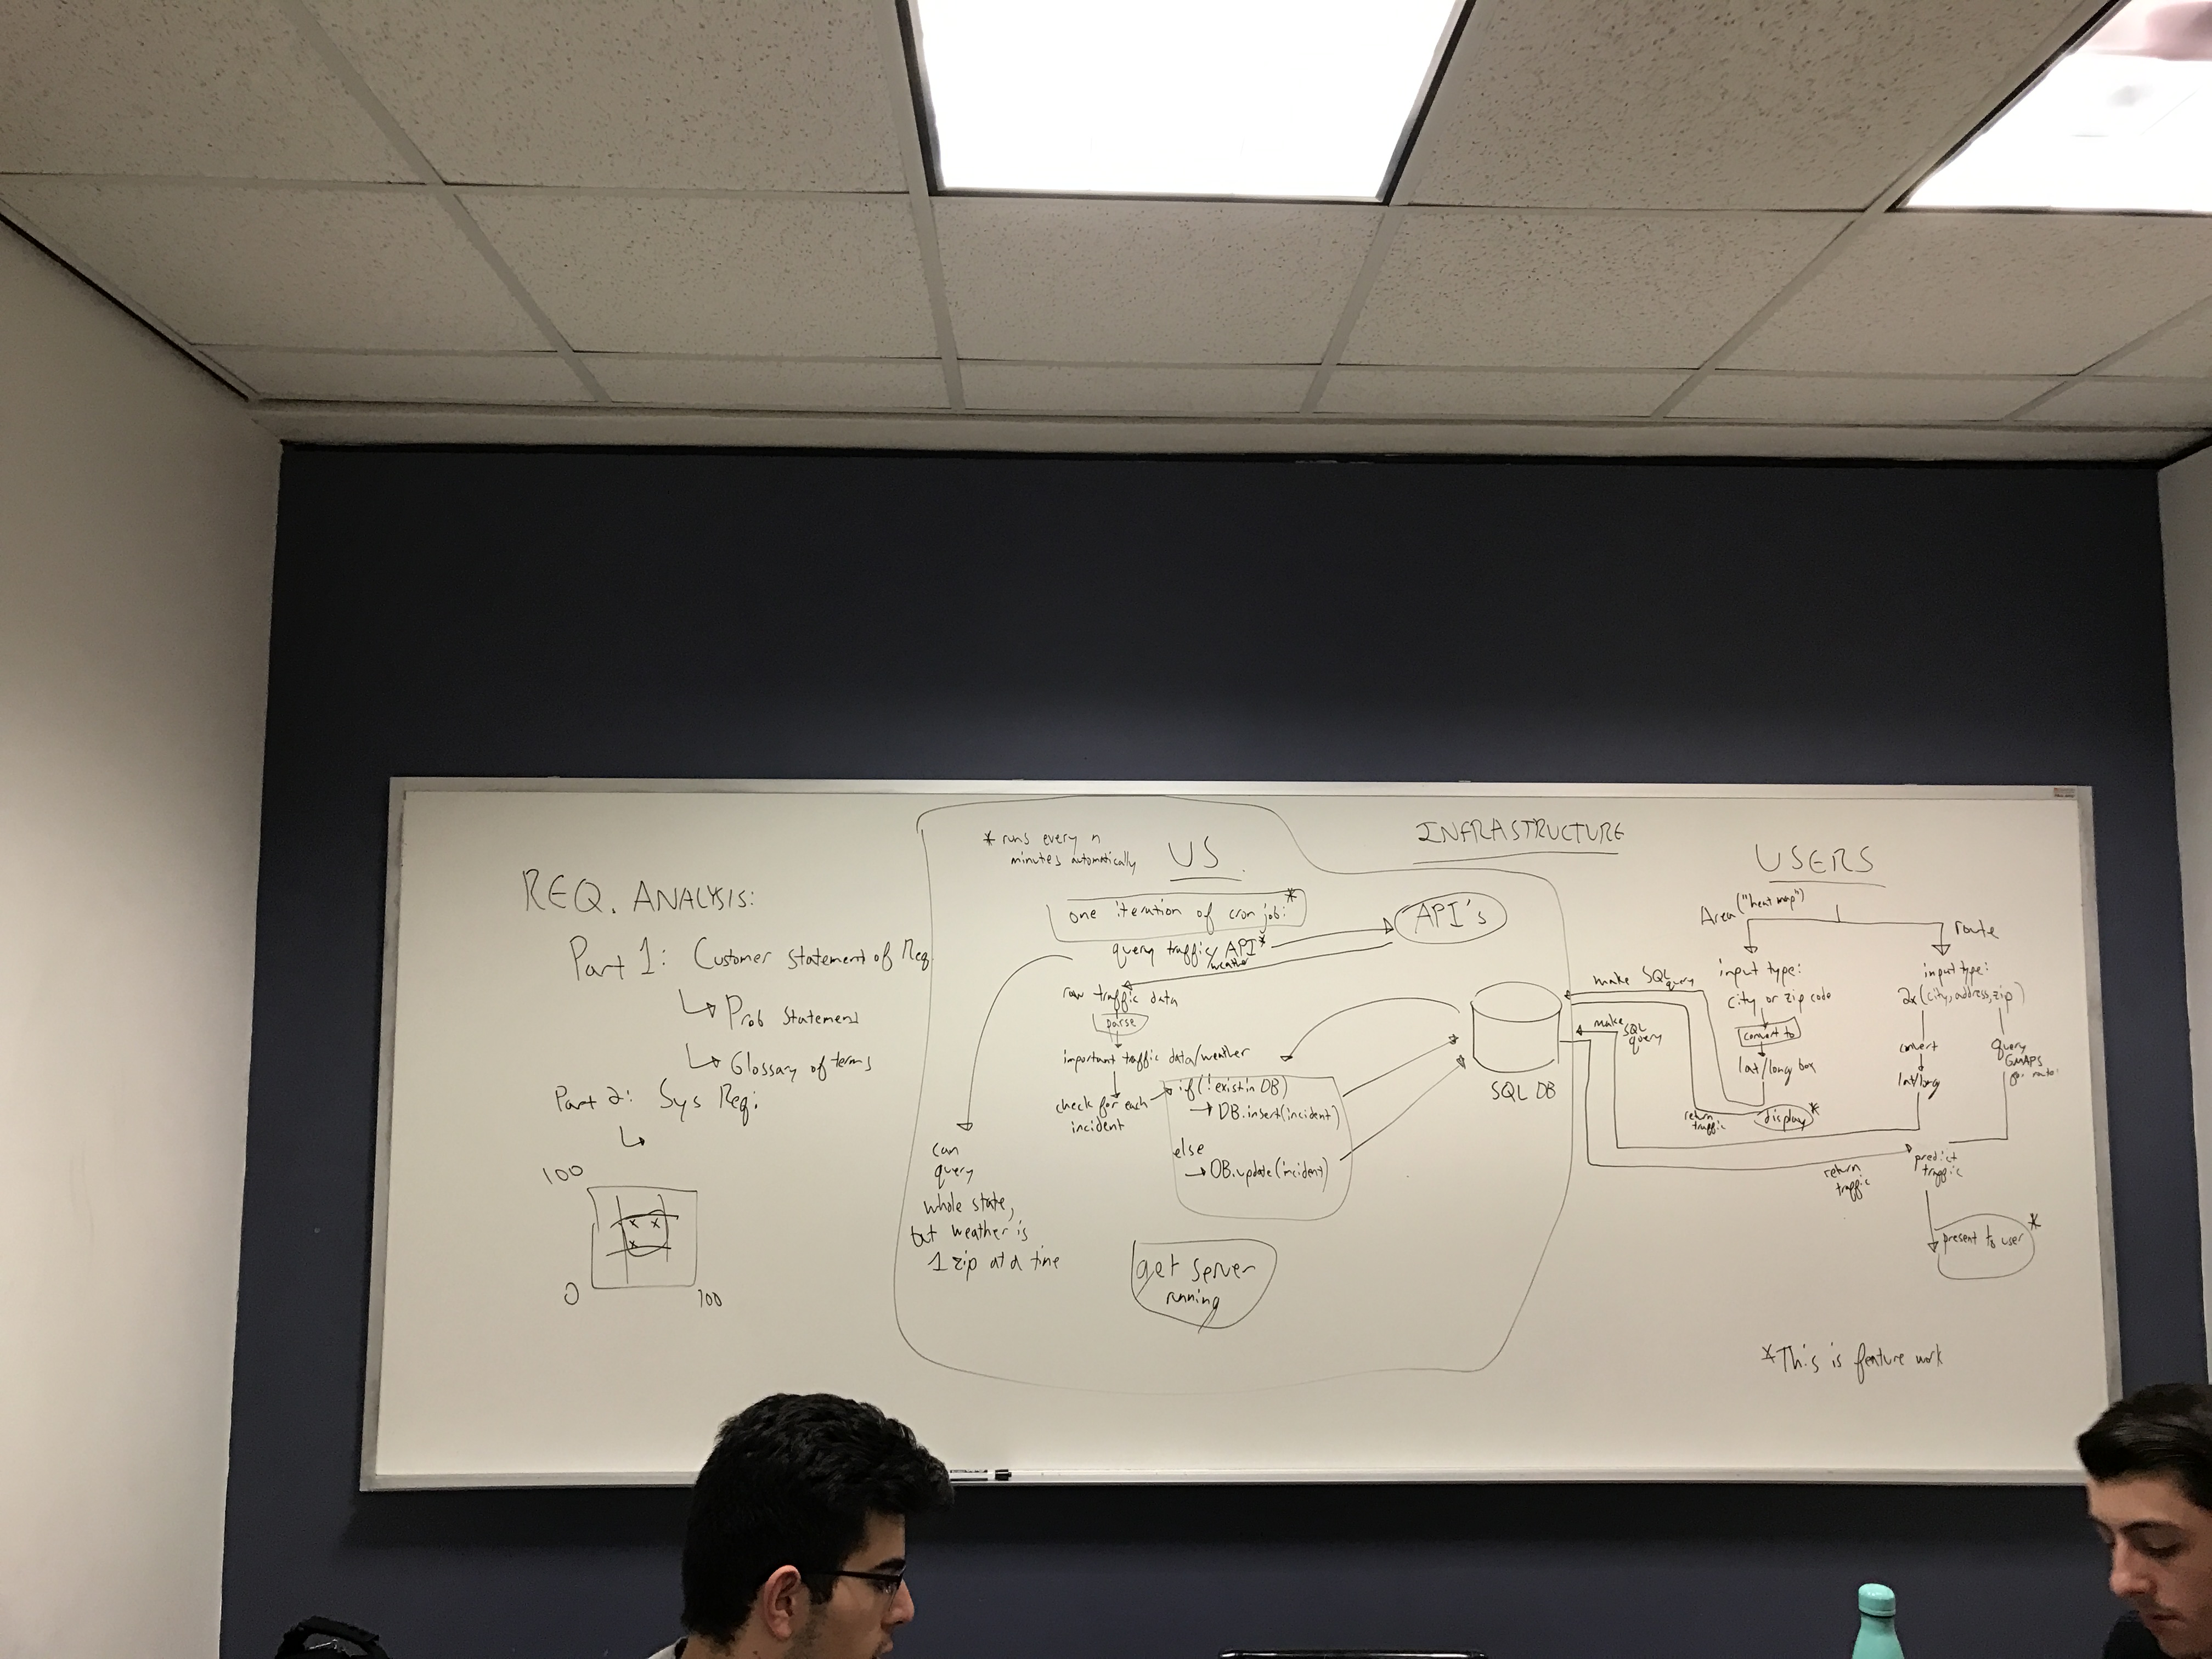 REQ. ANALYSIS:
Part 1: Customer Statement of Req.
Prob Statement
Glossary of terms
Part 2: Sys Req:
100
x x
x
0
100
* runs every n
minutes automatically
US
one iteration of cron job: *
query traffic/API*
/weather
raw traffic data
parse
important traffic data/weather
check for each
incident
if(!exist in DB)
→ DB.insert(incident)
else
→ DB.update(incident)
can
query
whole state,
but weather is
1 zip at a time
get server
running
INFRASTRUCTURE
API's
SQL DB
make SQL
query
make
SQL
query
return
traffic
return
traffic
USERS
Area ("heat map")
input type:
city or zip code
convert to
lat/long box
display *
route
input type:
2x(city, address, zip)
convert
lat/long
query
GMAPS
for route
predict
traffic
present to user *
*This is feature work